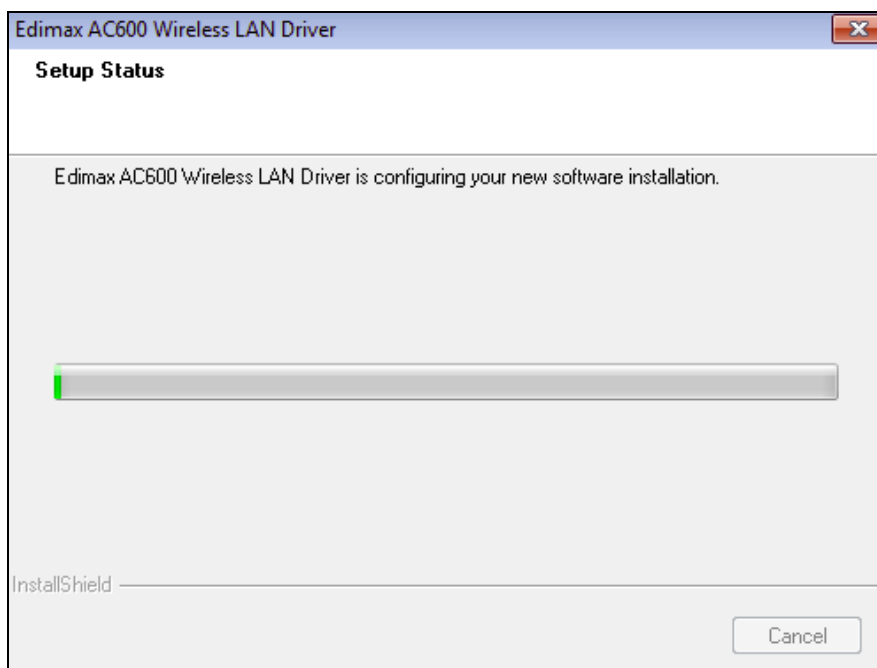 Edimax AC600 Wireless LAN Driver
Setup Status
Edimax AC600 Wireless LAN Driver is configuring your new software installation.
InstallShield
Cancel